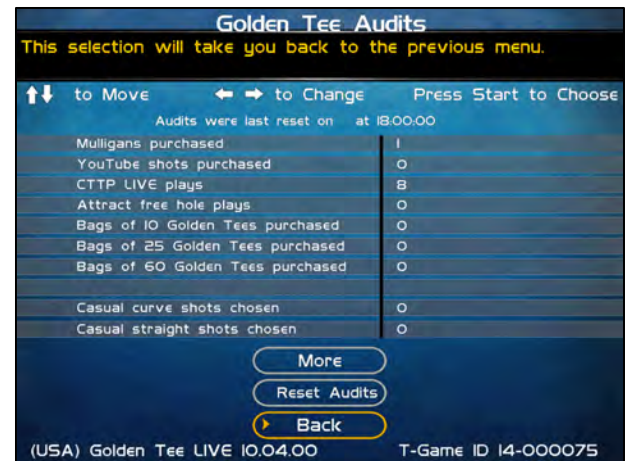 Golden Tee Audits
This selection will take you back to the previous menu.
to Move to Change Press Start to Choose
Audits were last reset on at 18:00:00
Mulligans purchased 1
YouTube shots purchased 0
CTTP LIVE plays 8
Attract free hole plays 0
Bags of 10 Golden Tees purchased 0
Bags of 25 Golden Tees purchased 0
Bags of 60 Golden Tees purchased 0
Casual curve shots chosen 0
Casual straight shots chosen 0
More
Reset Audits
Back
(USA) Golden Tee LIVE 10.04.00 T-Game ID 14-000075